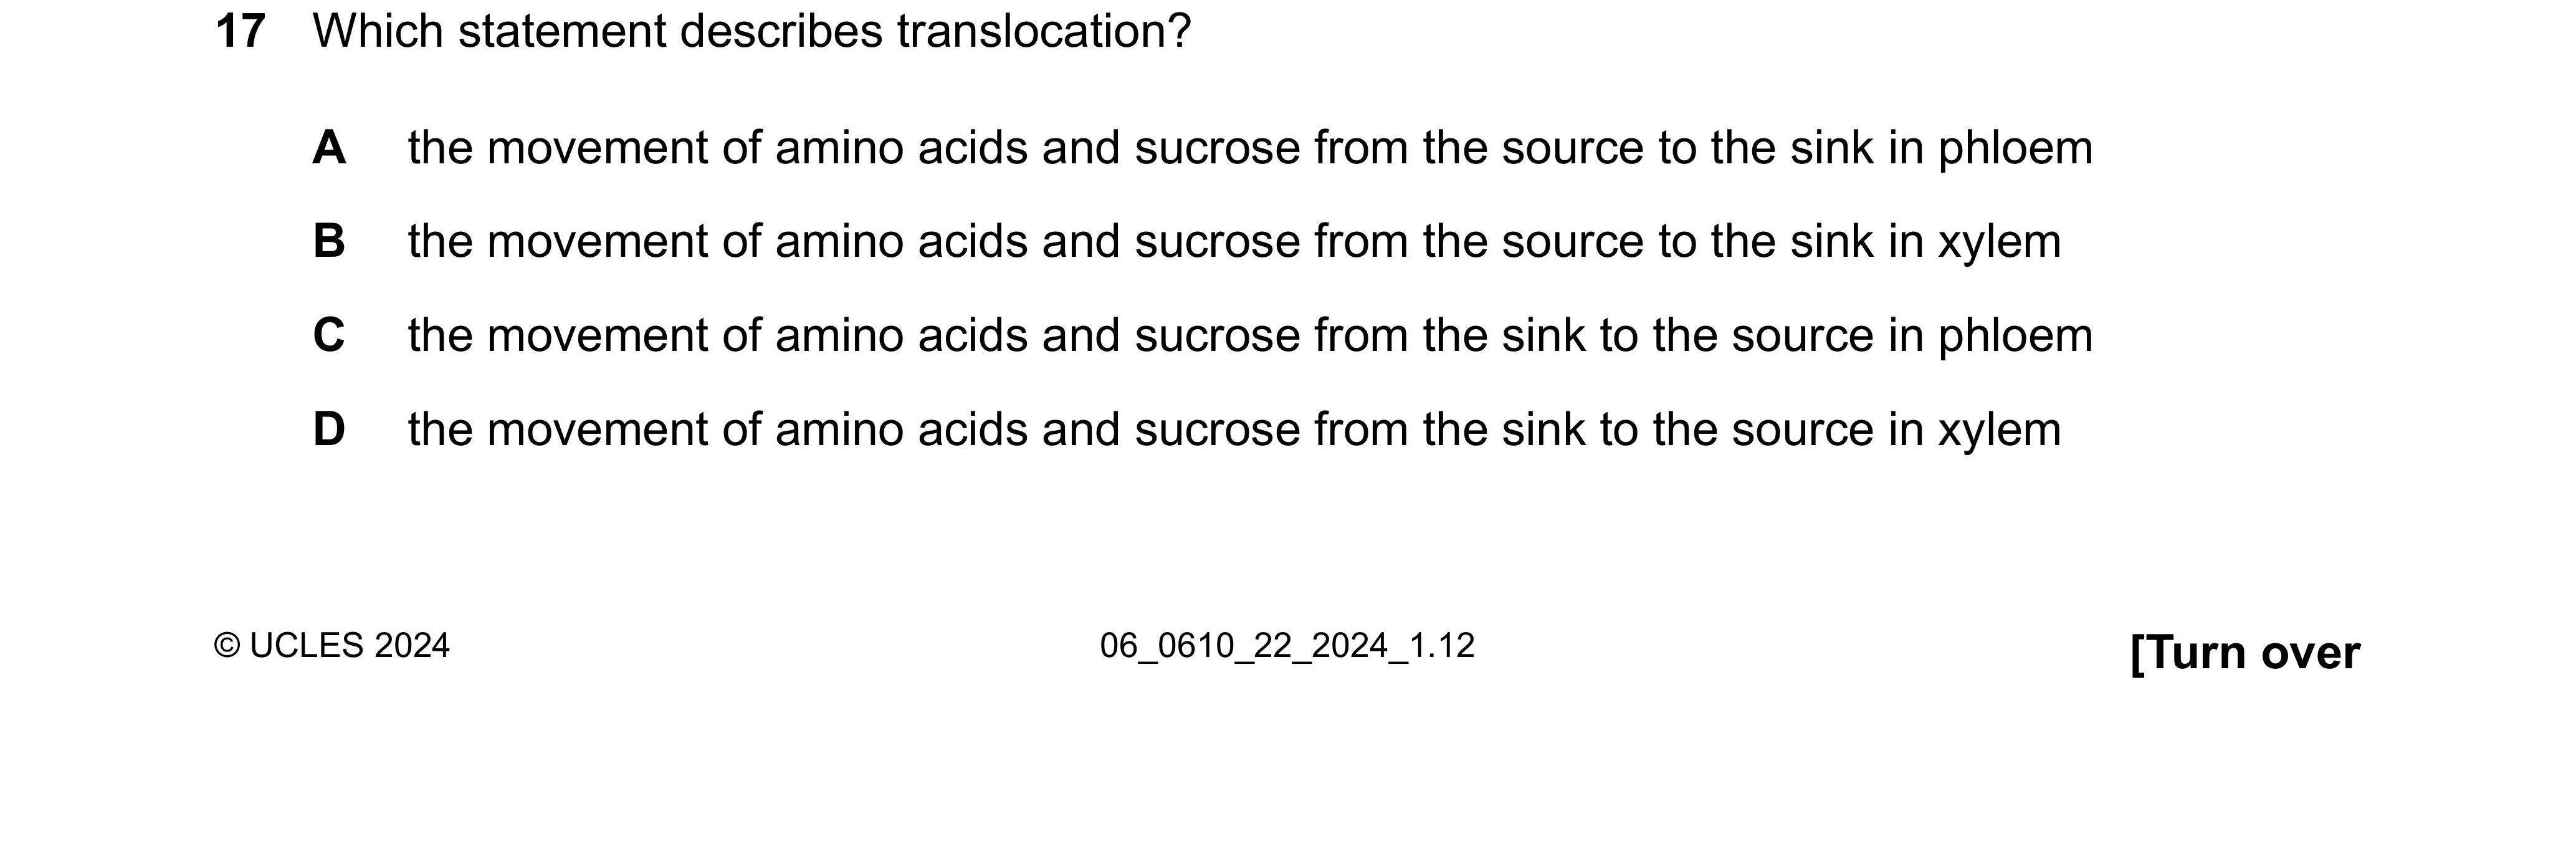 17 Which statement describes translocation?
A the movement of amino acids and sucrose from the source to the sink in phloem
B the movement of amino acids and sucrose from the source to the sink in xylem
C the movement of amino acids and sucrose from the sink to the source in phloem
D the movement of amino acids and sucrose from the sink to the source in xylem
© UCLES 2024 06_0610_22_2024_1.12 [Turn over